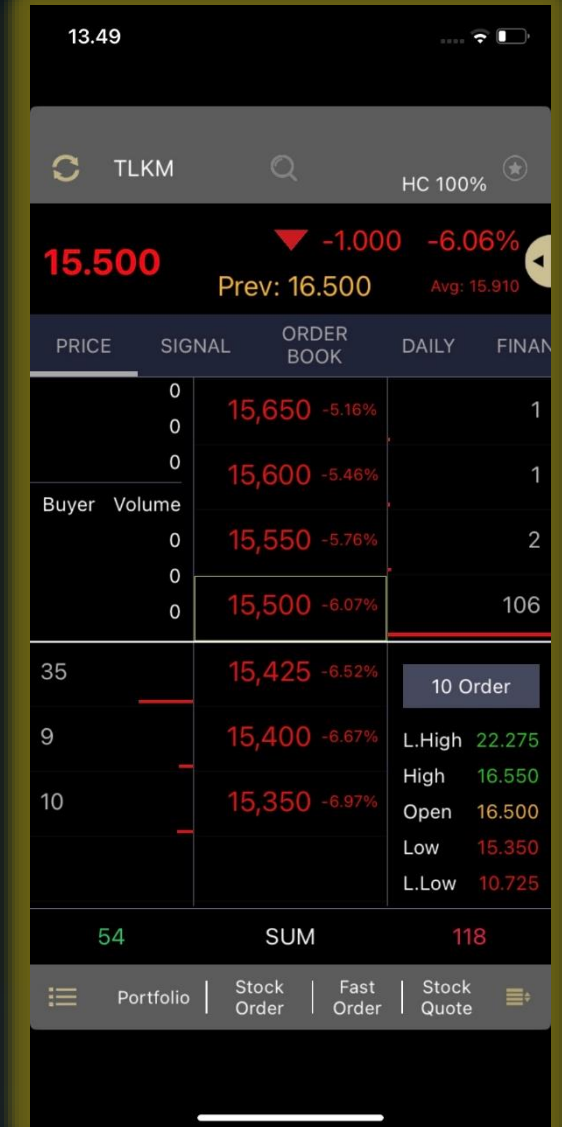 13.49
TLKM
HC 100%
15.500
-1.000 -6.06%
Prev: 16.500
Avg: 15.910
PRICE SIGNAL ORDER BOOK DAILY FINAN
0
0
0
15,650 -5.16% 1
15,600 -5.46% 1
Buyer Volume
0
0
0
15,550 -5.76% 2
15,500 -6.07% 106
35 15,425 -6.52%
10 Order
9 15,400 -6.67%
10 15,350 -6.97%
L.High 22.275
High 16.550
Open 16.500
Low 15.350
L.Low 10.725
54 SUM 118
Portfolio
Stock Order
Fast Order
Stock Quote